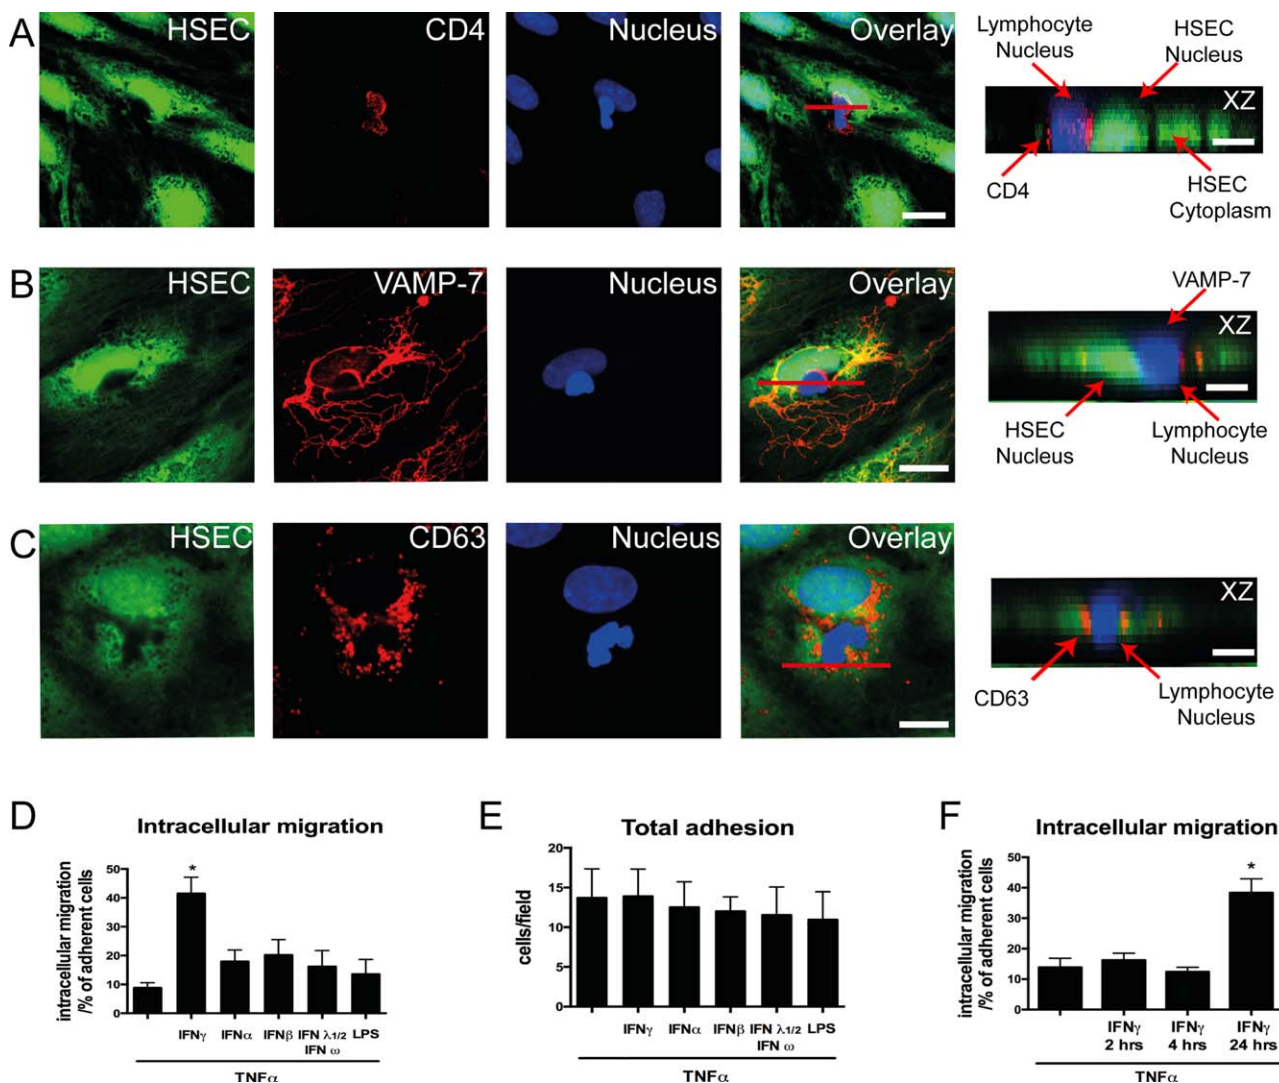 A
HSEC
CD4
Nucleus
Overlay
Lymphocyte
Nucleus
HSEC
Nucleus
XZ
CD4
HSEC
Cytoplasm
B
HSEC
VAMP-7
Nucleus
Overlay
VAMP-7
XZ
HSEC
Nucleus
Lymphocyte
Nucleus
C
HSEC
CD63
Nucleus
Overlay
XZ
CD63
Lymphocyte
Nucleus
D
Intracellular migration
intracellular migration
/% of adherent cells
50
40
30
20
10
0
*
IFNγ
IFNα
IFNβ
IFN λ1/2
IFN ω
LPS
TNFα
E
Total adhesion
cells/field
20
15
10
5
0
IFNγ
IFNα
IFNβ
IFN λ1/2
IFN ω
LPS
TNFα
F
Intracellular migration
intracellular migration
/% of adherent cells
50
40
30
20
10
0
*
IFNγ
2 hrs
IFNγ
4 hrs
IFNγ
24 hrs
TNFα